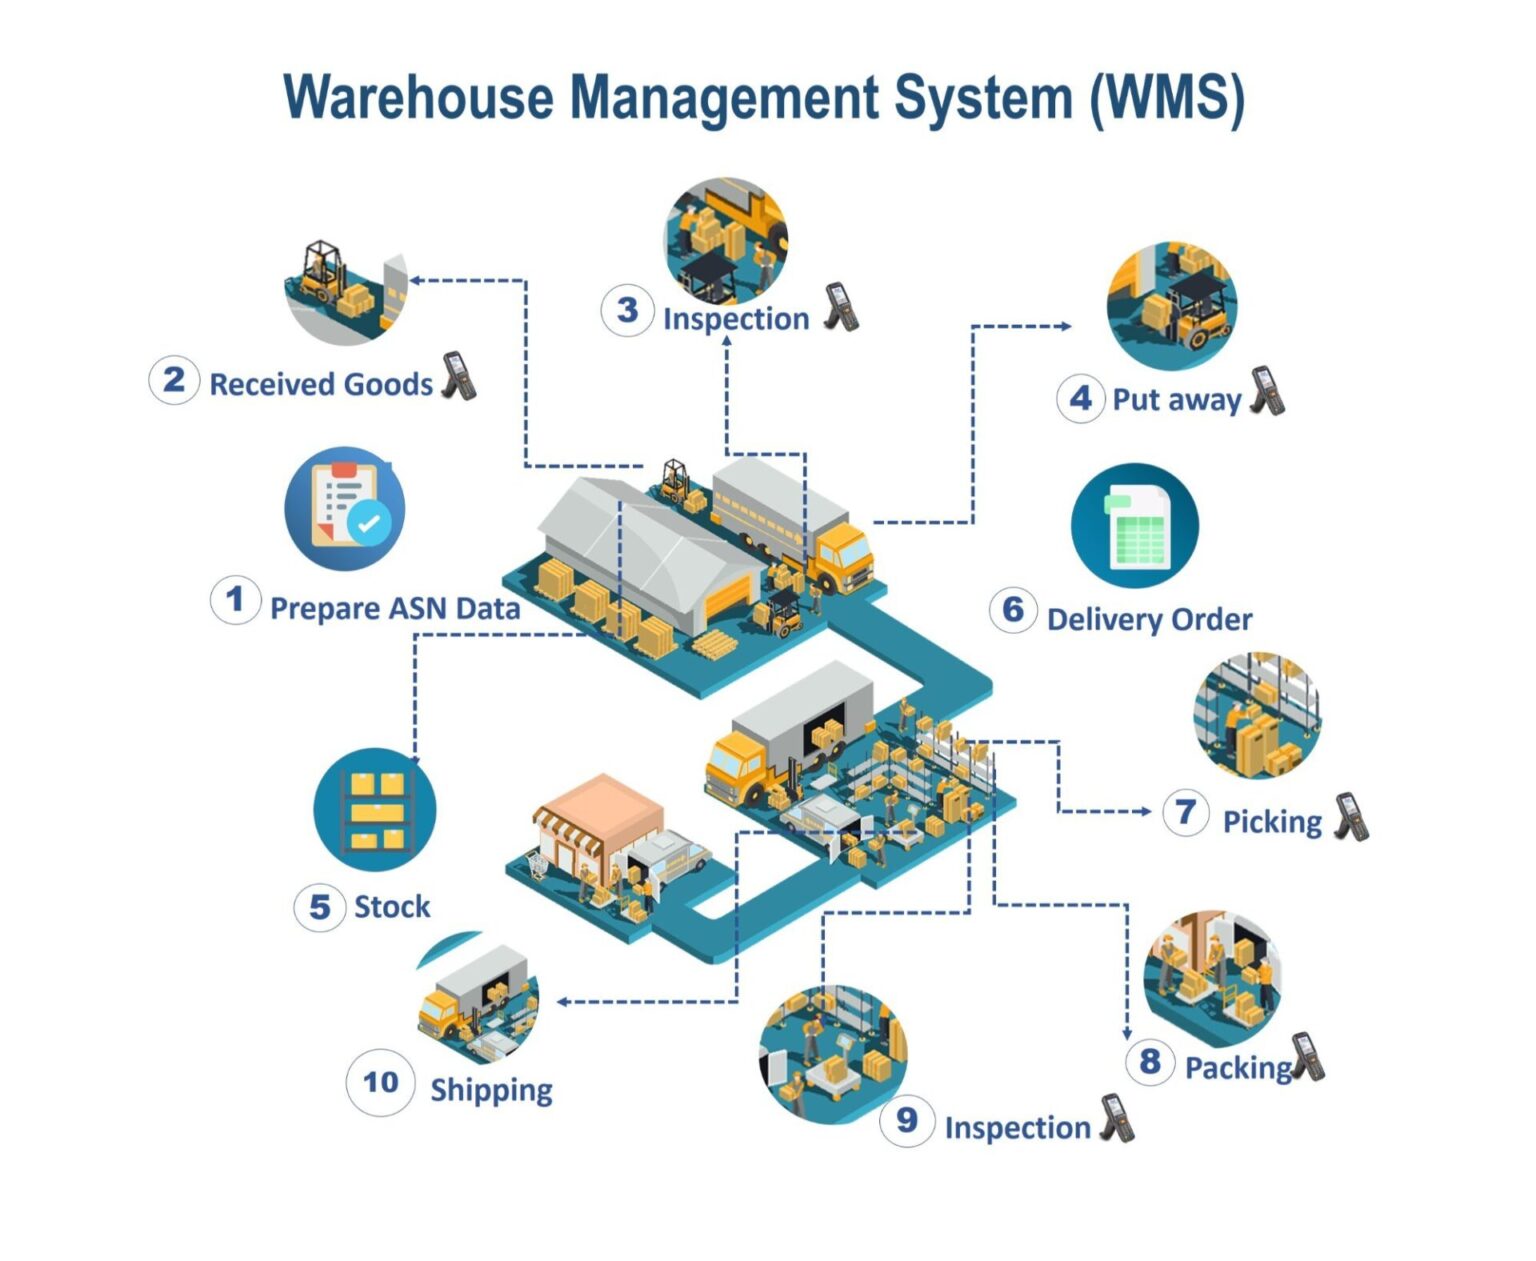 Warehouse Management System (WMS)
1 Prepare ASN Data
2 Received Goods
3 Inspection
4 Put away
5 Stock
6 Delivery Order
7 Picking
8 Packing
9 Inspection
10 Shipping